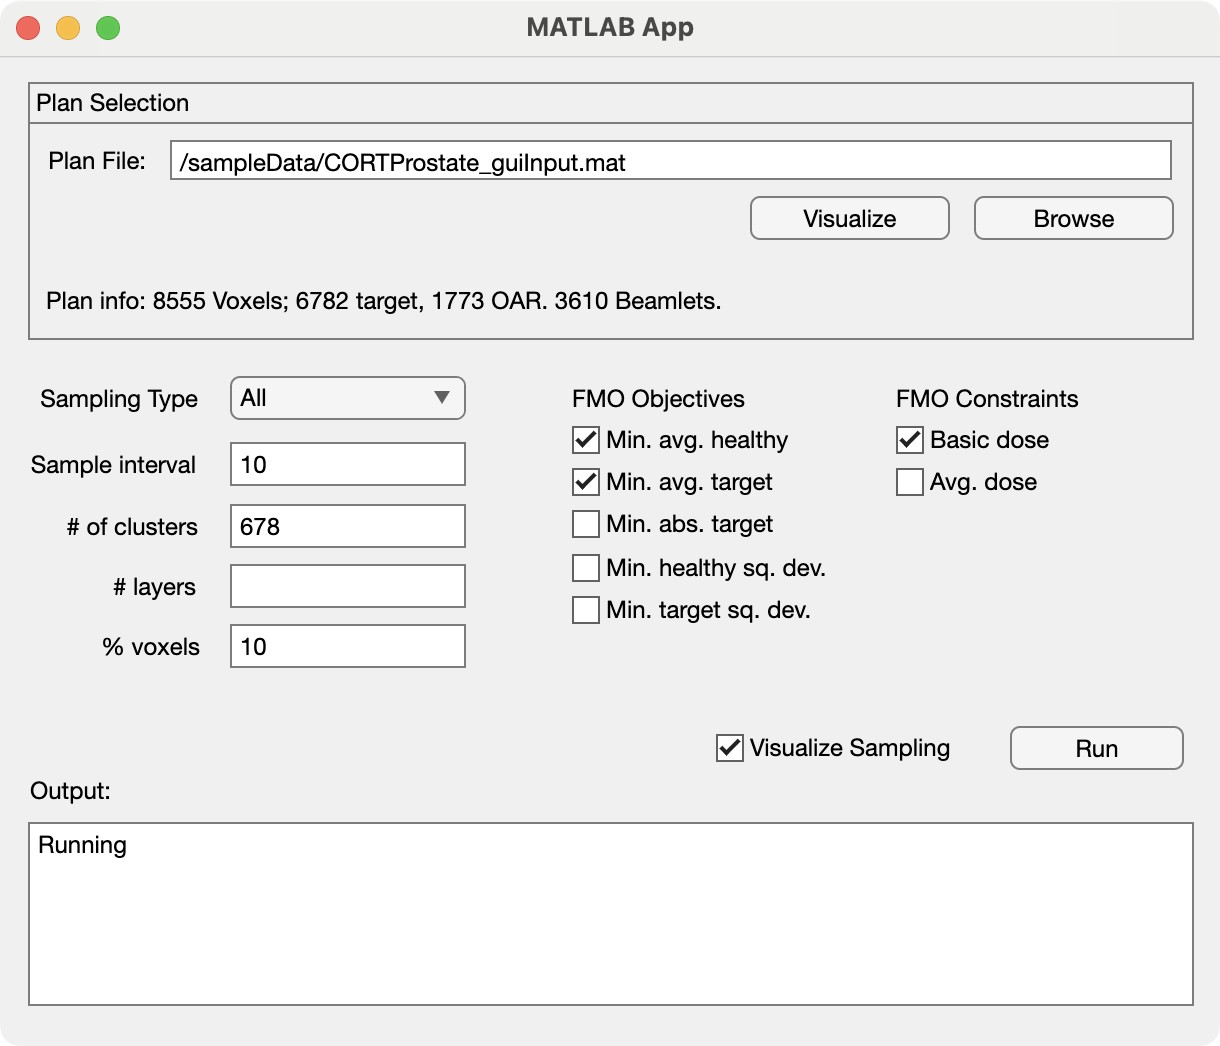 MATLAB App
Plan Selection
Plan File: /sampleData/CORTProstate_guiInput.mat
Visualize Browse
Plan info: 8555 Voxels; 6782 target, 1773 OAR. 3610 Beamlets.
Sampling Type All
Sample interval 10
# of clusters 678
# layers
% voxels 10
FMO Objectives
Min. avg. healthy
Min. avg. target
Min. abs. target
Min. healthy sq. dev.
Min. target sq. dev.
FMO Constraints
Basic dose
Avg. dose
Visualize Sampling Run
Output:
Running